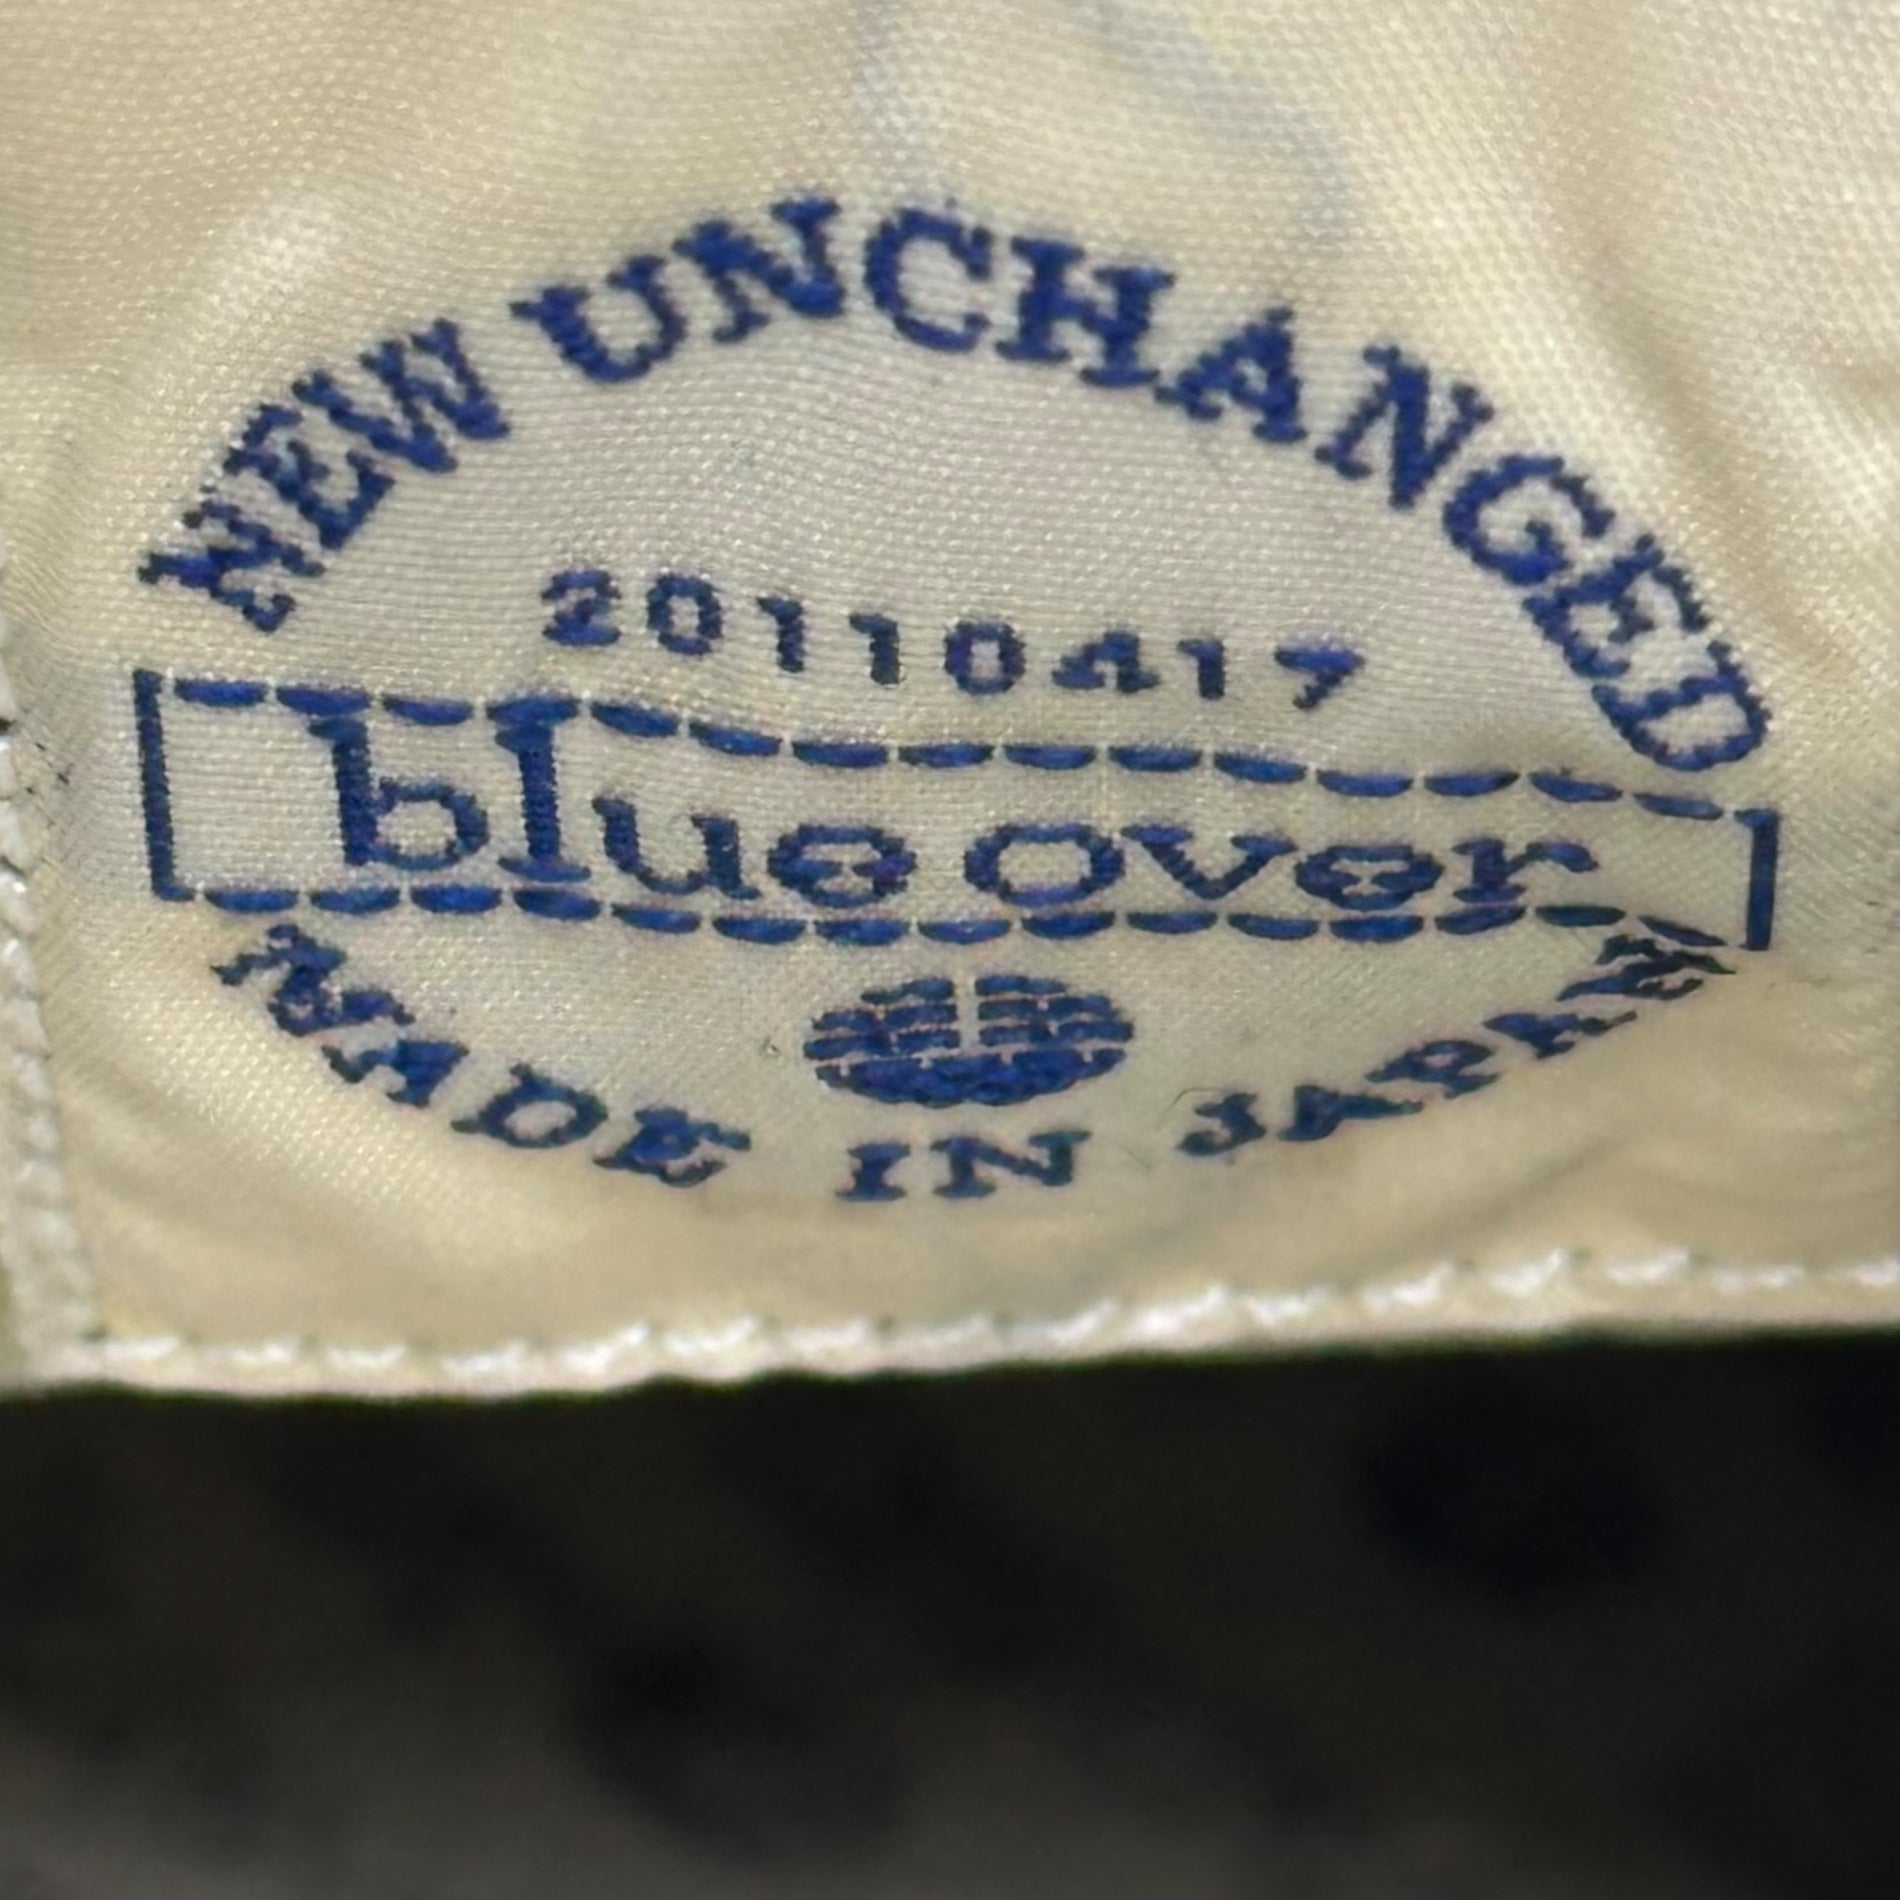 NEW UNCHANGED
20110417
blue over
MADE IN JAPAN